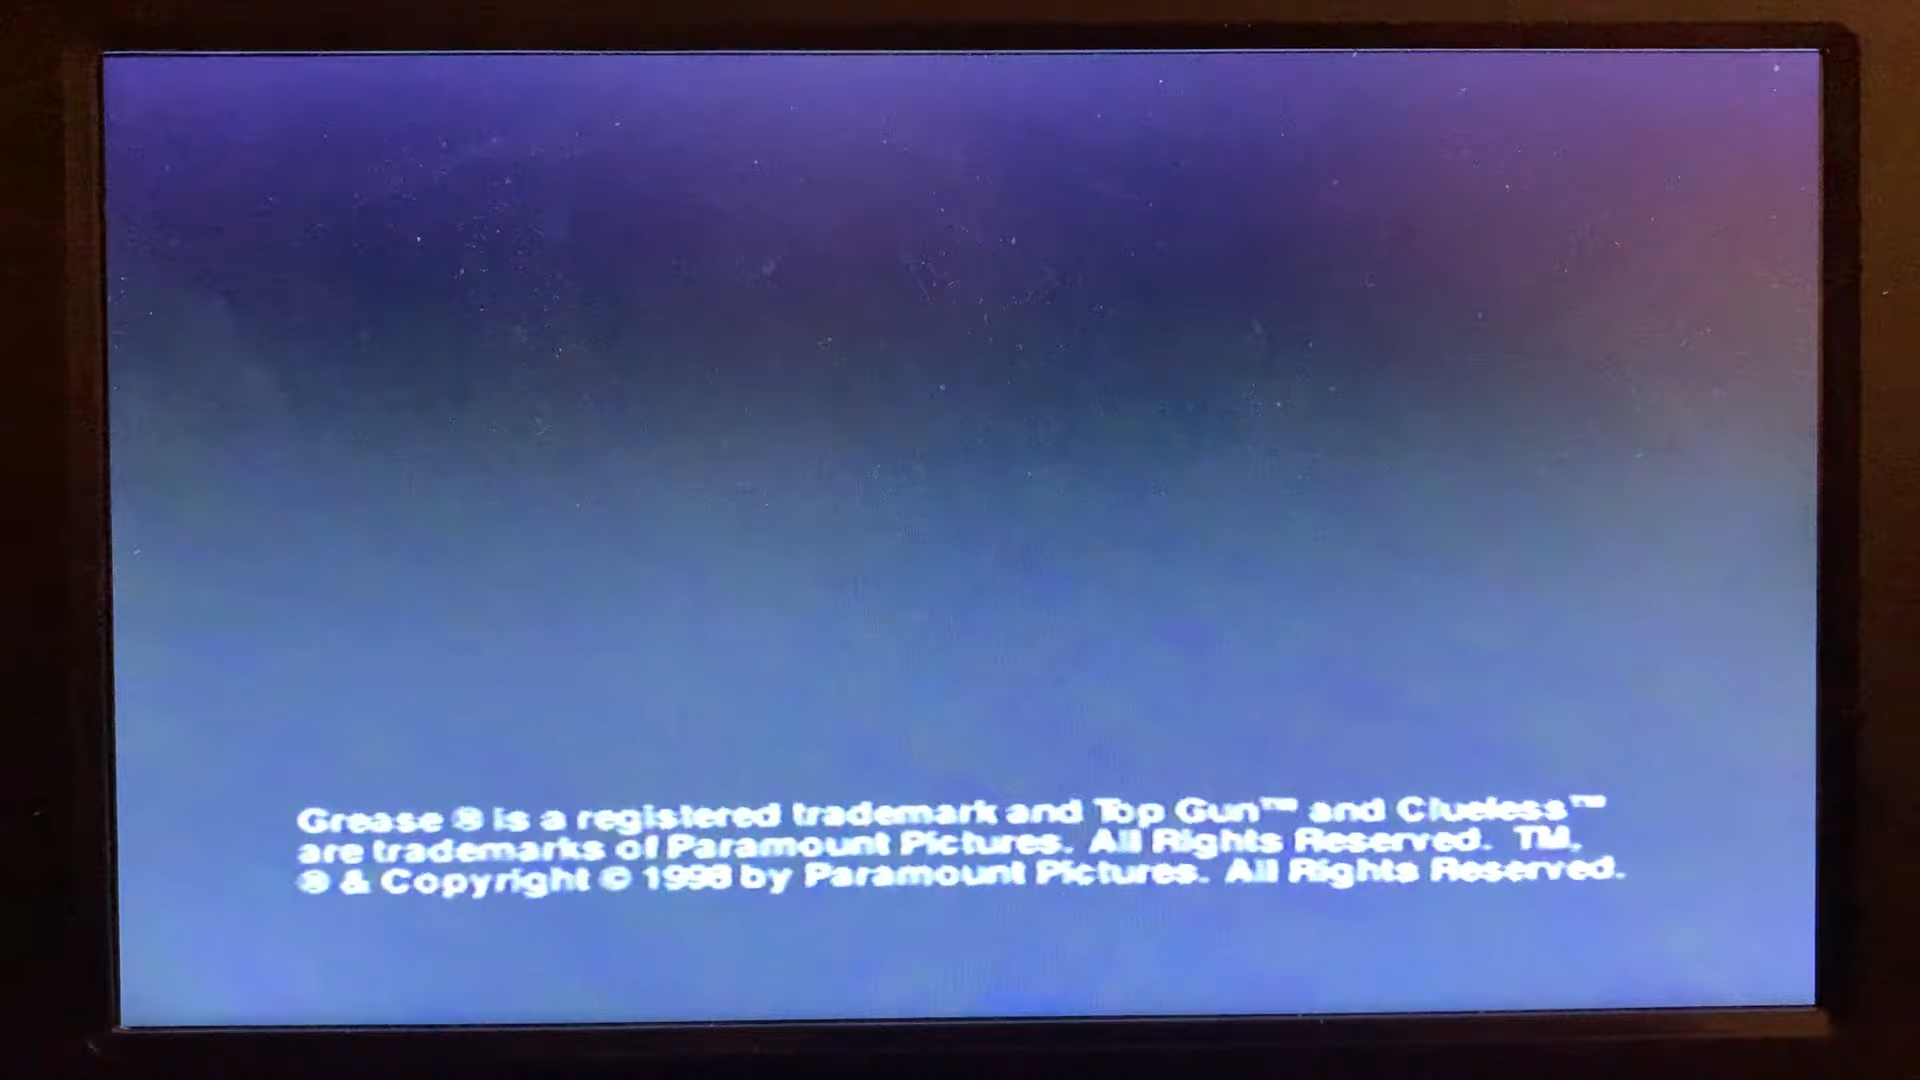 Grease ® is a registered trademark and Top Gun™ and Clueless™
are trademarks of Paramount Pictures. All Rights Reserved. TM,
® & Copyright © 1998 by Paramount Pictures. All Rights Reserved.